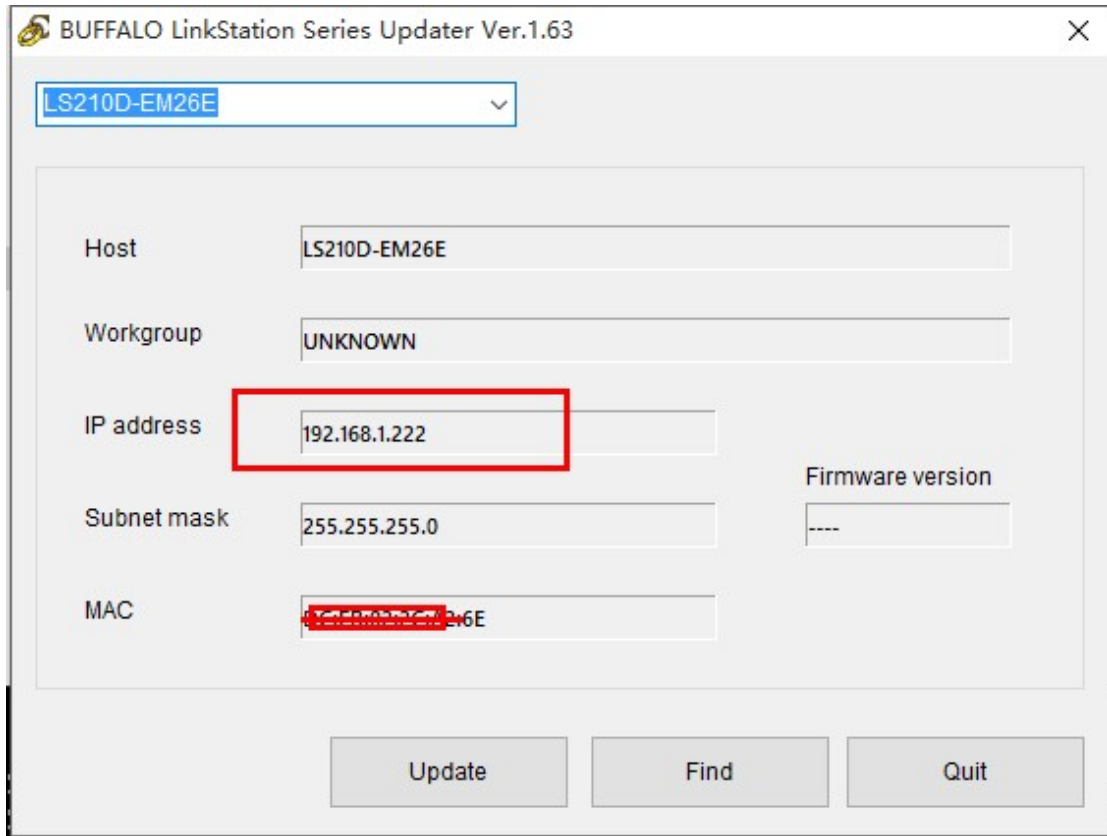 BUFFALO LinkStation Series Updater Ver.1.63
LS210D-EM26E
Host
LS210D-EM26E
Workgroup
UNKNOWN
IP address
192.168.1.222
Firmware version
Subnet mask
255.255.255.0
----
MAC
:6E
Update
Find
Quit